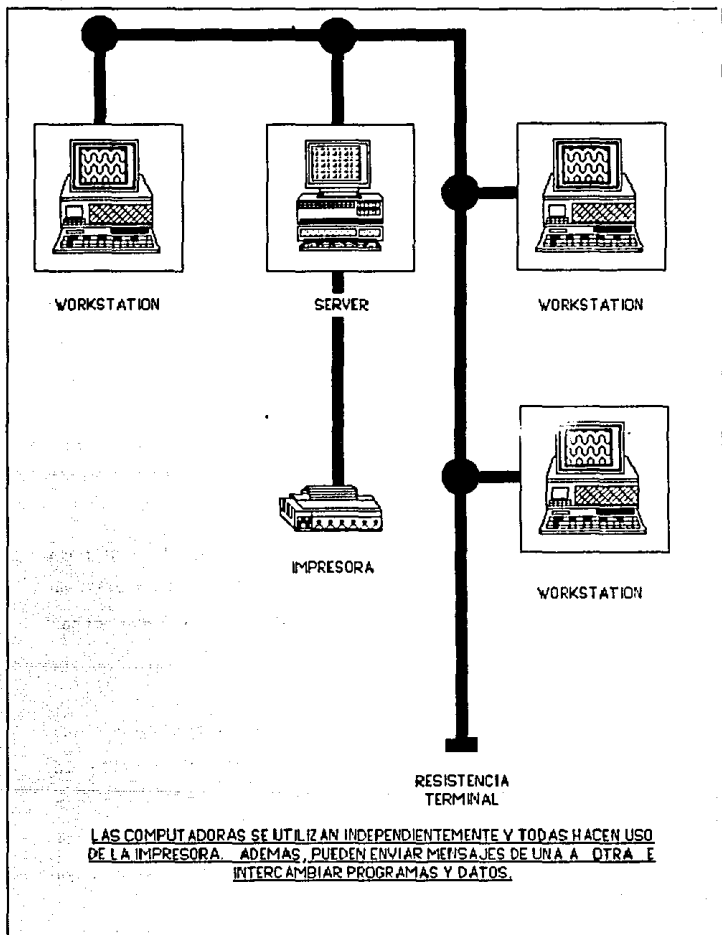 WORKSTATION
SERVER
WORKSTATION
IMPRESORA
WORKSTATION
RESISTENCIA
TERMINAL
LAS COMPUTADORAS SE UTILIZAN INDEPENDIENTEMENTE Y TODAS HACEN USO
DE LA IMPRESORA. ADEMAS, PUEDEN ENVIAR MENSAJES DE UNA A OTRA E
INTERCAMBIAR PROGRAMAS Y DATOS.